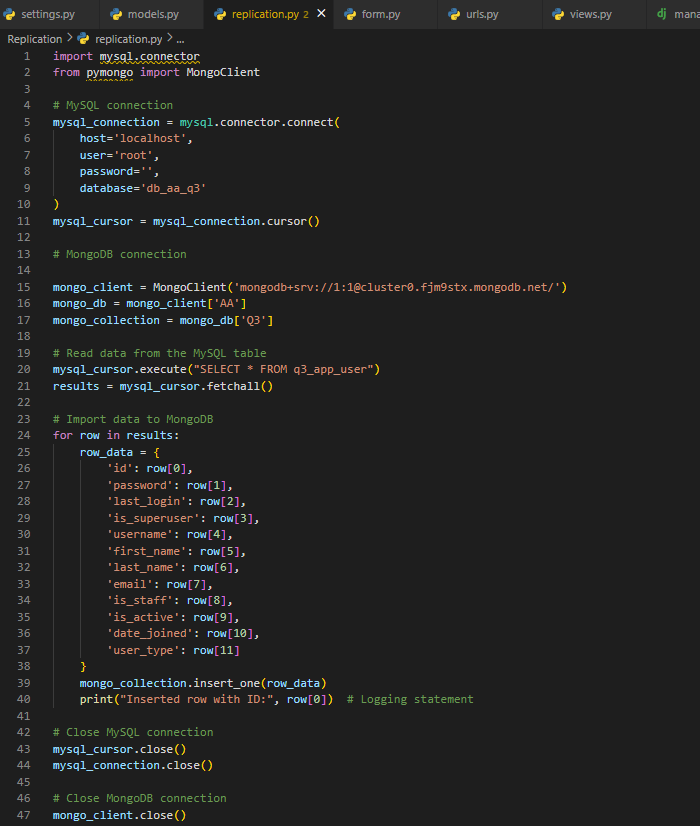 settings.py models.py replication.py 2 × form.py urls.py views.py dj mana
Replication > replication.py > ...
1 import mysql.connector
2 from pymongo import MongoClient
3
4 # MySQL connection
5 mysql_connection = mysql.connector.connect(
6     host='localhost',
7     user='root',
8     password='',
9     database='db_aa_q3'
10 )
11 mysql_cursor = mysql_connection.cursor()
12
13 # MongoDB connection
14
15 mongo_client = MongoClient('mongodb+srv://1:1@cluster0.fjm9stx.mongodb.net/')
16 mongo_db = mongo_client['AA']
17 mongo_collection = mongo_db['Q3']
18
19 # Read data from the MySQL table
20 mysql_cursor.execute("SELECT * FROM q3_app_user")
21 results = mysql_cursor.fetchall()
22
23 # Import data to MongoDB
24 for row in results:
25     row_data = {
26         'id': row[0],
27         'password': row[1],
28         'last_login': row[2],
29         'is_superuser': row[3],
30         'username': row[4],
31         'first_name': row[5],
32         'last_name': row[6],
33         'email': row[7],
34         'is_staff': row[8],
35         'is_active': row[9],
36         'date_joined': row[10],
37         'user_type': row[11]
38     }
39     mongo_collection.insert_one(row_data)
40     print("Inserted row with ID:", row[0])  # Logging statement
41
42 # Close MySQL connection
43 mysql_cursor.close()
44 mysql_connection.close()
45
46 # Close MongoDB connection
47 mongo_client.close()